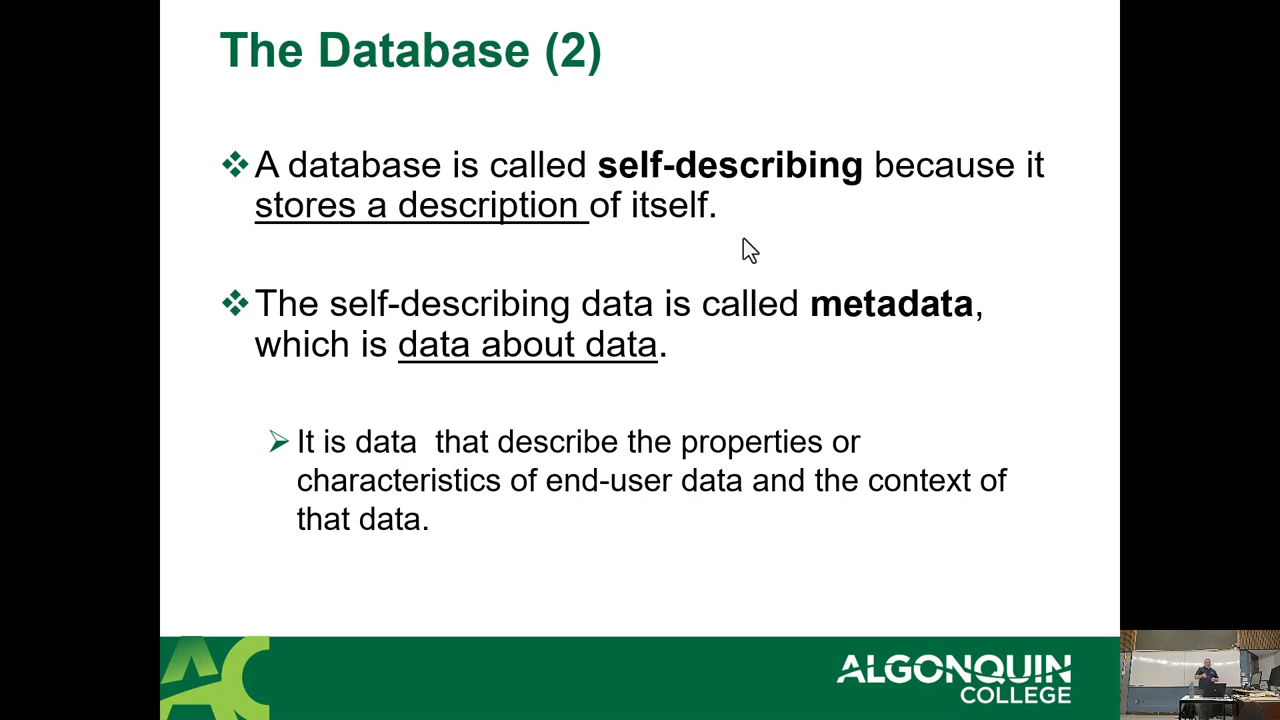 The Database (2)
A database is called self-describing because it
stores a description of itself.
The self-describing data is called metadata,
which is data about data.
It is data  that describe the properties or
characteristics of end-user data and the context of
that data.
AC
ALGONQUIN
COLLEGE